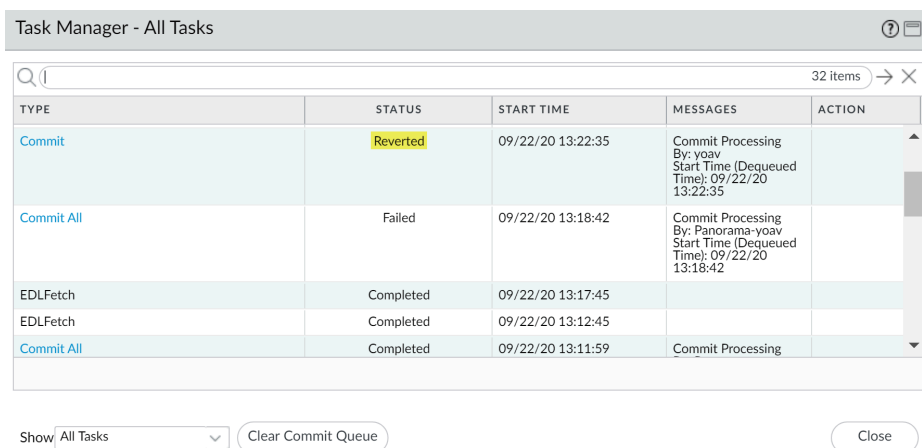 Task Manager - All Tasks
32 items
TYPE STATUS START TIME MESSAGES ACTION
Commit Reverted 09/22/20 13:22:35 Commit Processing
By: yoav
Start Time (Dequeued
Time): 09/22/20
13:22:35
Commit All Failed 09/22/20 13:18:42 Commit Processing
By: Panorama-yoav
Start Time (Dequeued
Time): 09/22/20
13:18:42
EDLFetch Completed 09/22/20 13:17:45
EDLFetch Completed 09/22/20 13:12:45
Commit All Completed 09/22/20 13:11:59 Commit Processing
Show All Tasks Clear Commit Queue Close